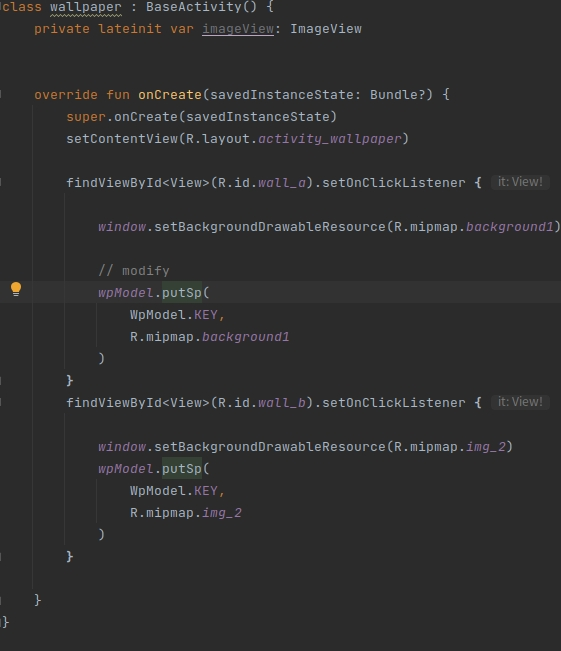 class wallpaper : BaseActivity() {
    private lateinit var imageView: ImageView
    override fun onCreate(savedInstanceState: Bundle?) {
        super.onCreate(savedInstanceState)
        setContentView(R.layout.activity_wallpaper)
        findViewById<View>(R.id.wall_a).setOnClickListener { it: View!
            window.setBackgroundDrawableResource(R.mipmap.background1)
            // modify
            wpModel.putSp(
                WpModel.KEY,
                R.mipmap.background1
            )
        }
        findViewById<View>(R.id.wall_b).setOnClickListener { it: View!
            window.setBackgroundDrawableResource(R.mipmap.img_2)
            wpModel.putSp(
                WpModel.KEY,
                R.mipmap.img_2
            )
        }
    }
}